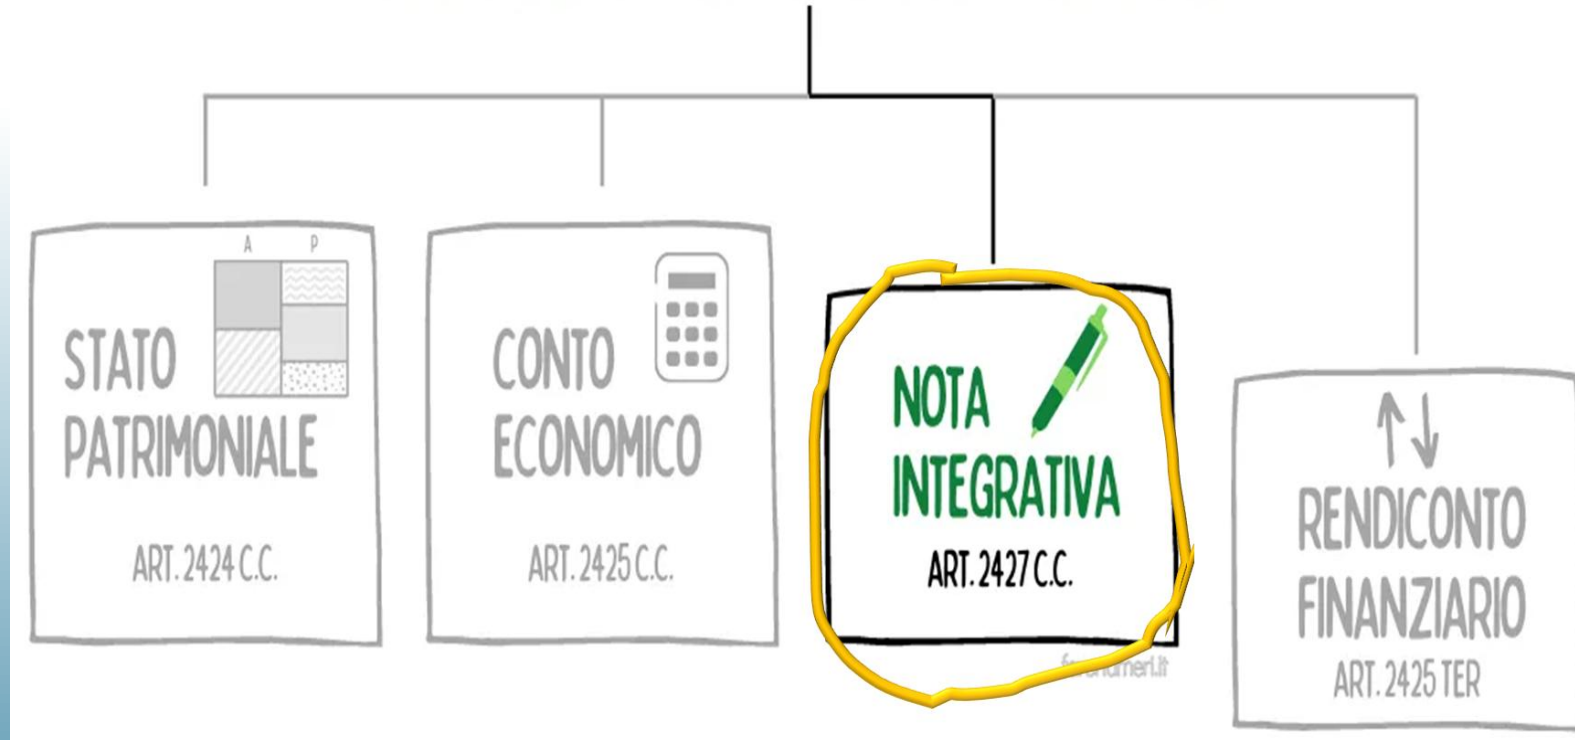 A P
STATO
PATRIMONIALE
ART. 2424 C.C.
CONTO
ECONOMICO
ART. 2425 C.C.
NOTA
INTEGRATIVA
ART. 2427 C.C.
RENDICONTO
FINANZIARIO
ART. 2425 TER